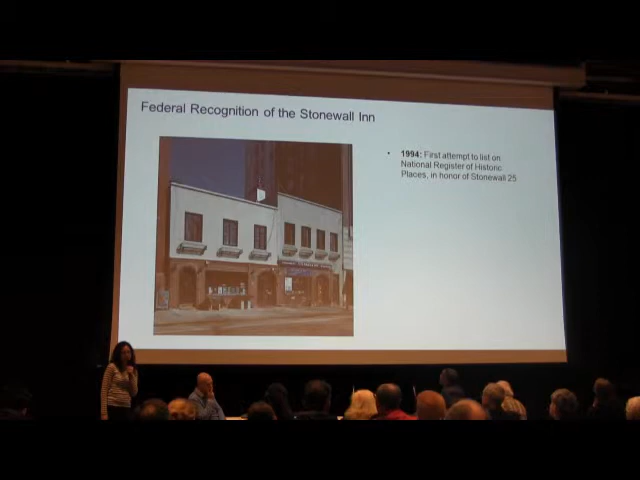 Federal Recognition of the Stonewall Inn
• 1994: First attempt to list on
National Register of Historic
Places, in honor of Stonewall 25